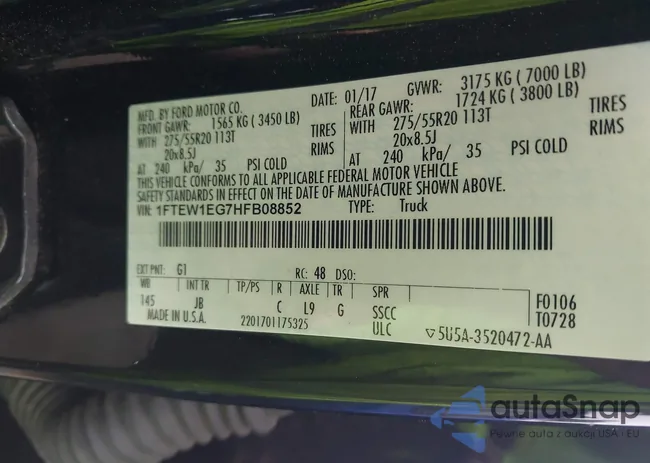 MFD. BY FORD MOTOR CO.
DATE: 01/17 GVWR: 3175 KG ( 7000 LB)
FRONT GAWR: 1565 KG ( 3450 LB) REAR GAWR: 1724 KG ( 3800 LB)
WITH 275/55R20 113T TIRES WITH 275/55R20 113T TIRES
20x8.5J RIMS 20x8.5J RIMS
AT 240 kPa/ 35 PSI COLD AT 240 kPa/ 35 PSI COLD
THIS VEHICLE CONFORMS TO ALL APPLICABLE FEDERAL MOTOR VEHICLE
SAFETY STANDARDS IN EFFECT ON THE DATE OF MANUFACTURE SHOWN ABOVE.
VIN: 1FTEW1EG7HFB08852 TYPE: Truck
EXT PNT: G1 RC: 48 DSO:
WB INT TR TP/PS R AXLE TR SPR
145 JB C L9 G SSCC F0106
MADE IN U.S.A. 2201701175325 ULC T0728
▽5U5A-3520472-AA
autaSnap
Pewne auta z aukcji USA i EU